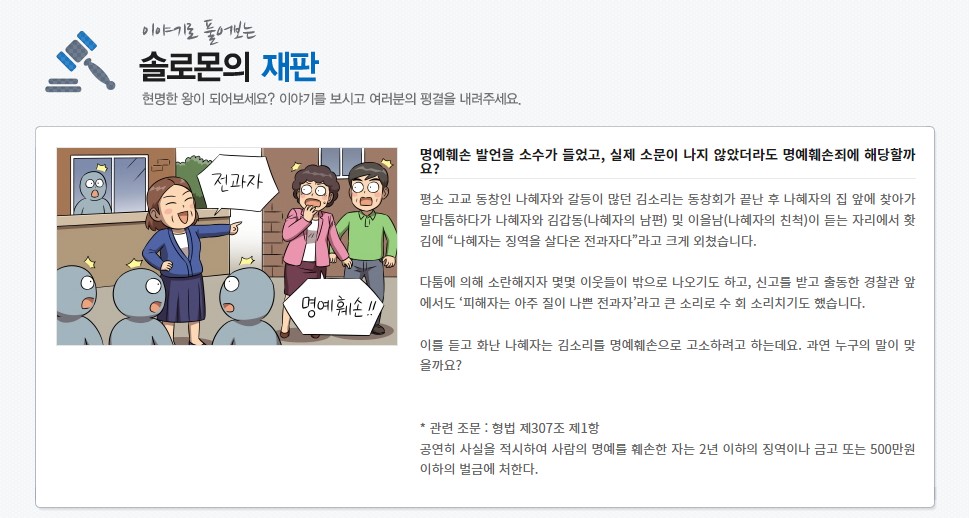 이야기로 풀어보는
솔로몬의 재판
현명한 왕이 되어보세요? 이야기를 보시고 여러분의 평결을 내려주세요.
전과자
명예훼손!!
명예훼손 발언을 소수가 들었고, 실제 소문이 나지 않았더라도 명예훼손죄에 해당할까
요?
평소 고교 동창인 나혜자와 갈등이 많던 김소리는 동창회가 끝난 후 나혜자의 집 앞에 찾아가
말다툼하다가 나혜자와 김갑동(나혜자의 남편) 및 이을남(나혜자의 친척)이 듣는 자리에서 홧
김에 “나혜자는 징역을 살다온 전과자다”라고 크게 외쳤습니다.
다툼에 의해 소란해지자 몇몇 이웃들이 밖으로 나오기도 하고, 신고를 받고 출동한 경찰관 앞
에서도 ‘피해자는 아주 질이 나쁜 전과자’라고 큰 소리로 수 회 소리치기도 했습니다.
이를 듣고 화난 나혜자는 김소리를 명예훼손으로 고소하려고 하는데요. 과연 누구의 말이 맞
을까요?
* 관련 조문 : 형법 제307조 제1항
공연히 사실을 적시하여 사람의 명예를 훼손한 자는 2년 이하의 징역이나 금고 또는 500만원
이하의 벌금에 처한다.